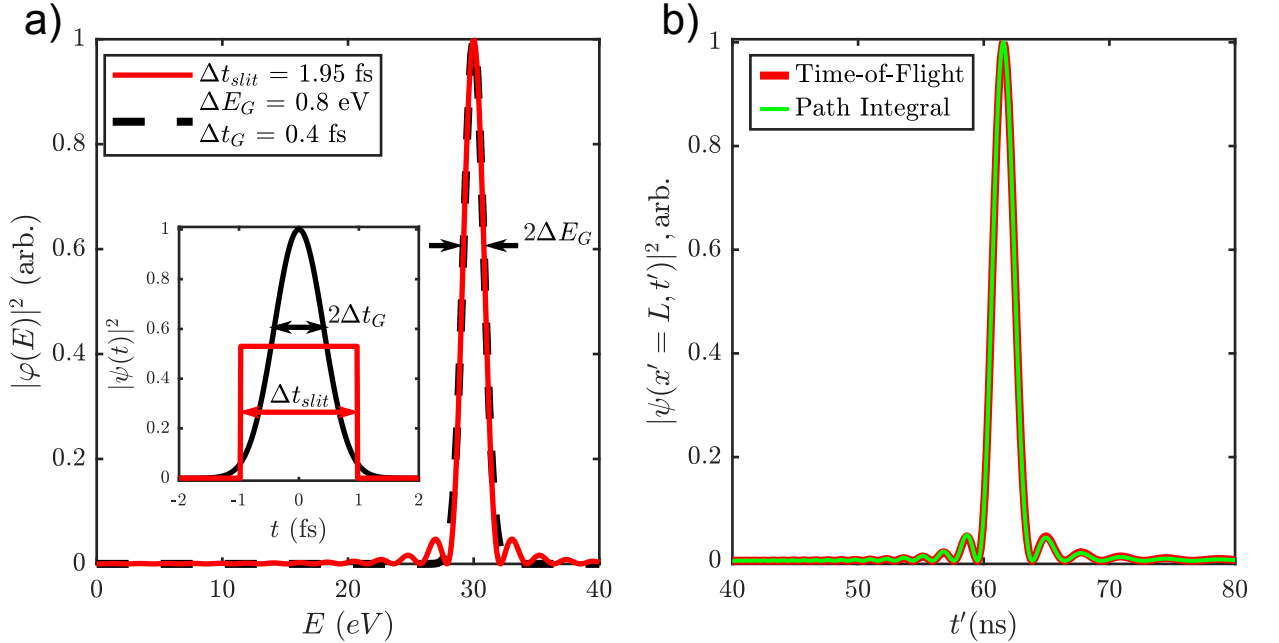 a)
|φ(E)|² (arb.)
1
0.8
0.6
0.4
0.2
0
0
10
20
30
40
E (eV)
Δt_slit = 1.95 fs
ΔE_G = 0.8 eV
Δt_G = 0.4 fs
2ΔE_G
|ψ(t)|²
1
0.8
0.6
0.4
0.2
0
-2
-1
0
1
2
t (fs)
2Δt_G
Δt_slit
b)
|ψ(x′ = L, t′)|², arb.
1
0.8
0.6
0.4
0.2
0
40
50
60
70
80
t′(ns)
Time-of-Flight
Path Integral